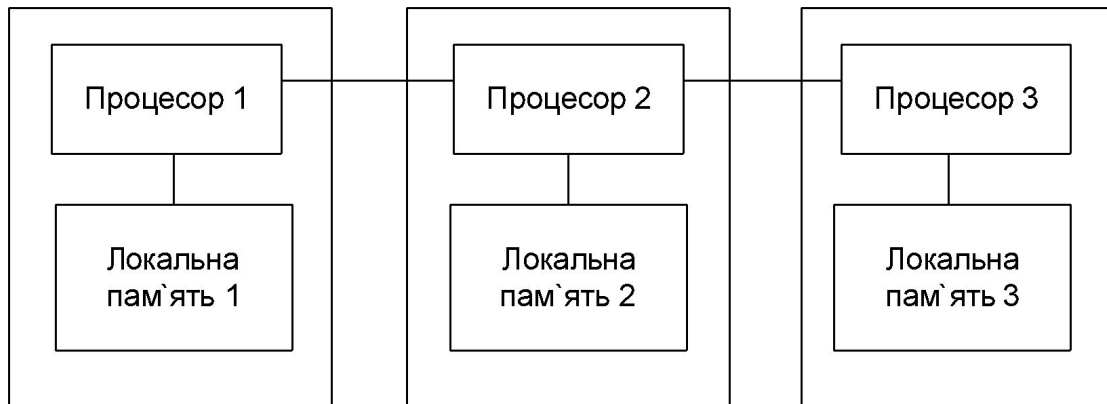 Процесор 1
Процесор 2
Процесор 3
Локальна
пам`ять 1
Локальна
пам`ять 2
Локальна
пам`ять 3